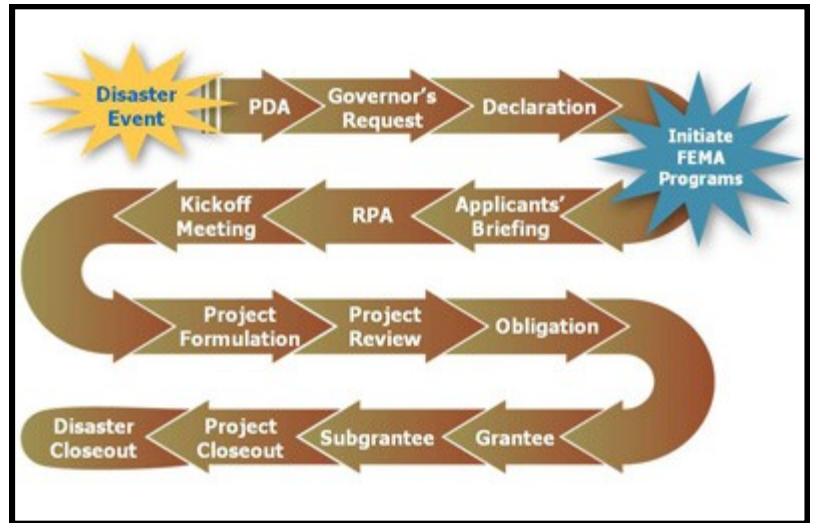 Disaster
Event
PDA
Governor's
Request
Declaration
Initiate
FEMA
Programs
Applicants'
Briefing
RPA
Kickoff
Meeting
Project
Formulation
Project
Review
Obligation
Grantee
Subgrantee
Project
Closeout
Disaster
Closeout